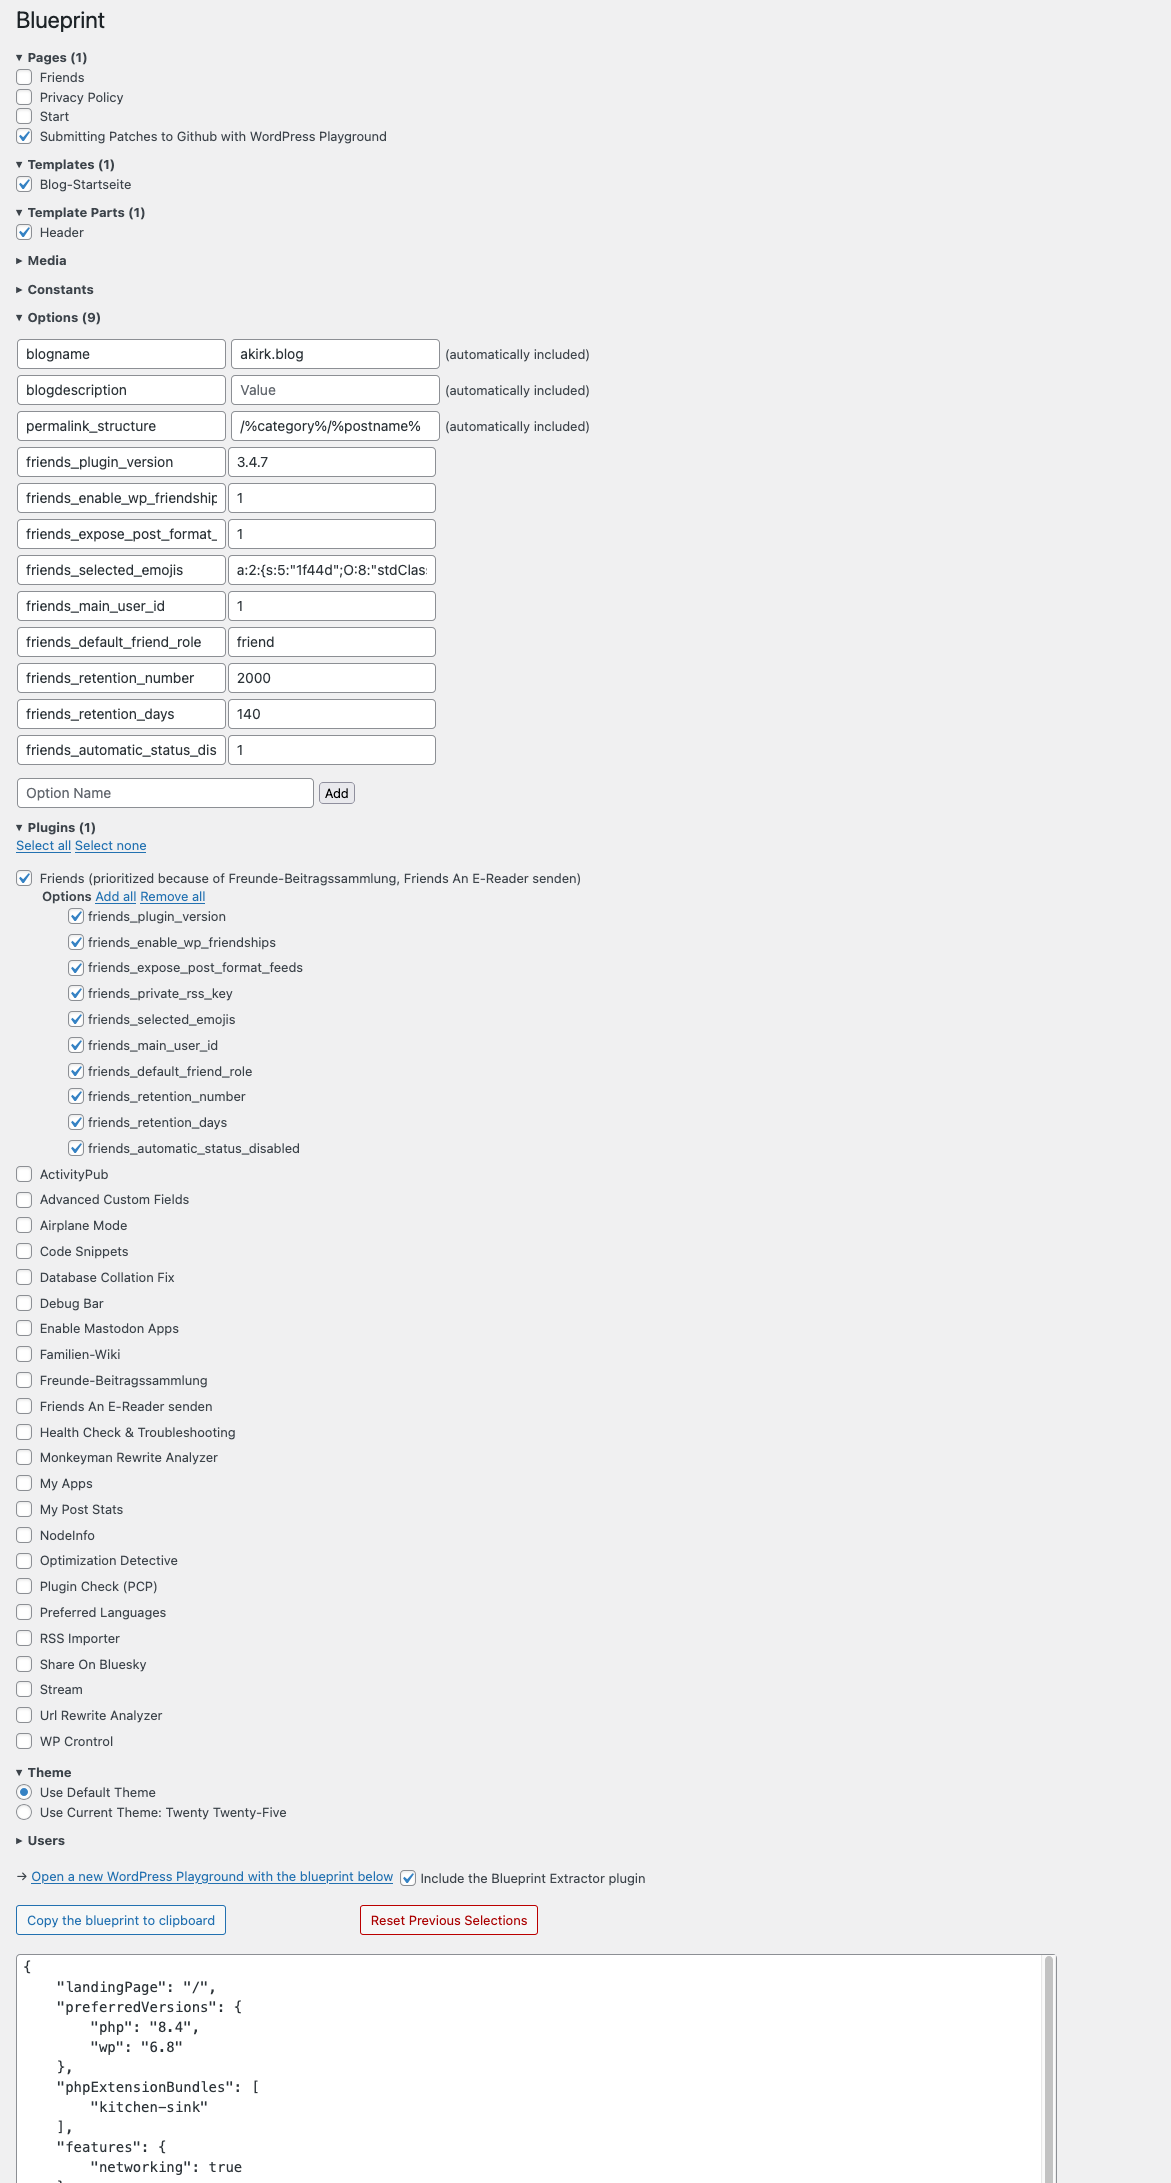 Blueprint
▾ Pages (1)
Friends
Privacy Policy
Start
Submitting Patches to Github with WordPress Playground
▾ Templates (1)
Blog-Startseite
▾ Template Parts (1)
Header
▸ Media
▸ Constants
▾ Options (9)
blogname akirk.blog (automatically included)
blogdescription Value (automatically included)
permalink_structure /%category%/%postname% (automatically included)
friends_plugin_version 3.4.7
friends_enable_wp_friendship 1
friends_expose_post_format_ 1
friends_selected_emojis a:2:{s:5:"1f44d";O:8:"stdClas
friends_main_user_id 1
friends_default_friend_role friend
friends_retention_number 2000
friends_retention_days 140
friends_automatic_status_dis 1
Option Name Add
▾ Plugins (1)
Select all Select none
Friends (prioritized because of Freunde-Beitragssammlung, Friends An E-Reader senden)
Options Add all Remove all
friends_plugin_version
friends_enable_wp_friendships
friends_expose_post_format_feeds
friends_private_rss_key
friends_selected_emojis
friends_main_user_id
friends_default_friend_role
friends_retention_number
friends_retention_days
friends_automatic_status_disabled
ActivityPub
Advanced Custom Fields
Airplane Mode
Code Snippets
Database Collation Fix
Debug Bar
Enable Mastodon Apps
Familien-Wiki
Freunde-Beitragssammlung
Friends An E-Reader senden
Health Check & Troubleshooting
Monkeyman Rewrite Analyzer
My Apps
My Post Stats
NodeInfo
Optimization Detective
Plugin Check (PCP)
Preferred Languages
RSS Importer
Share On Bluesky
Stream
Url Rewrite Analyzer
WP Crontrol
▾ Theme
Use Default Theme
Use Current Theme: Twenty Twenty-Five
▸ Users
→ Open a new WordPress Playground with the blueprint below Include the Blueprint Extractor plugin
Copy the blueprint to clipboard Reset Previous Selections
{
"landingPage": "/",
"preferredVersions": {
"php": "8.4",
"wp": "6.8"
},
"phpExtensionBundles": [
"kitchen-sink"
],
"features": {
"networking": true